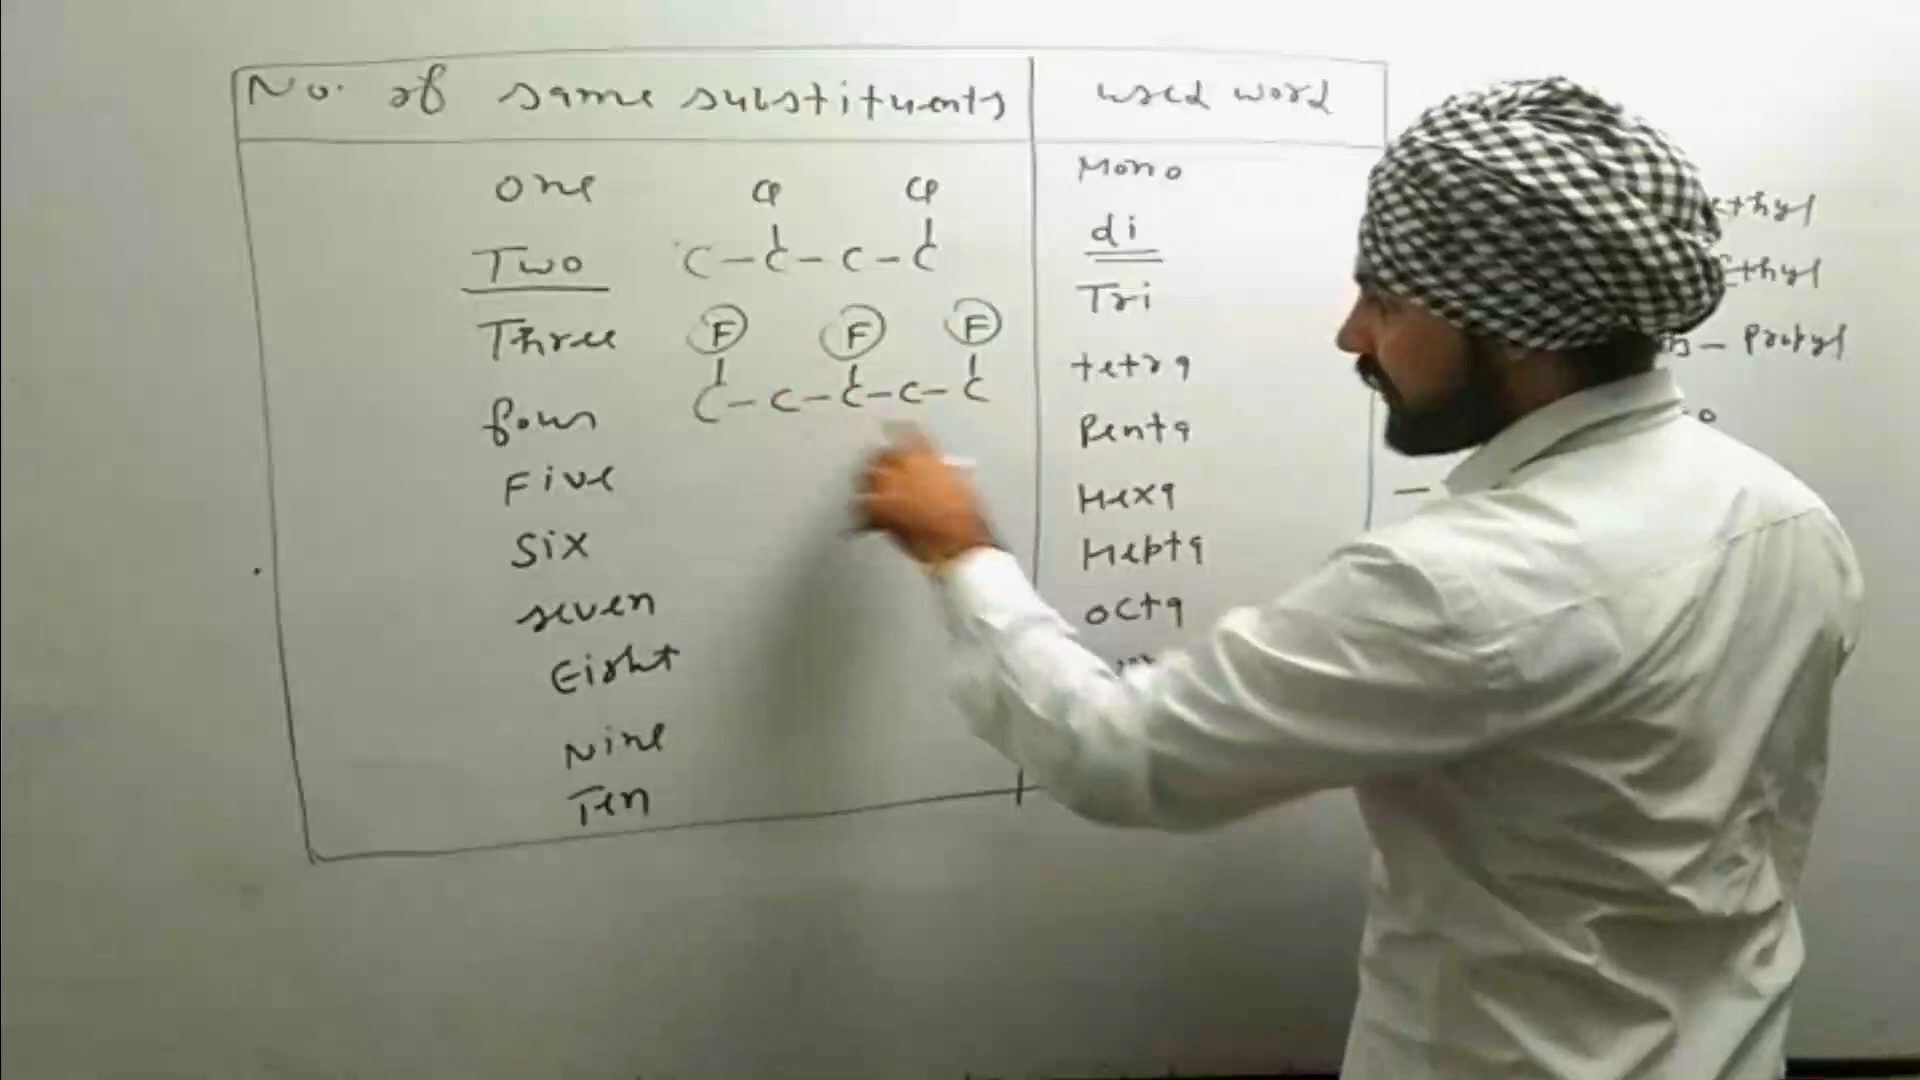 No. of same substituents used word
one Mono
Cl Cl
Two C-C-C-C di
Three F F F Tri
four C-C-C-C-C tetra
Five Penta
Six Hexa
seven Hepta
Eight octa
Nine
Ten
ethyl
Ethyl
n- Propyl